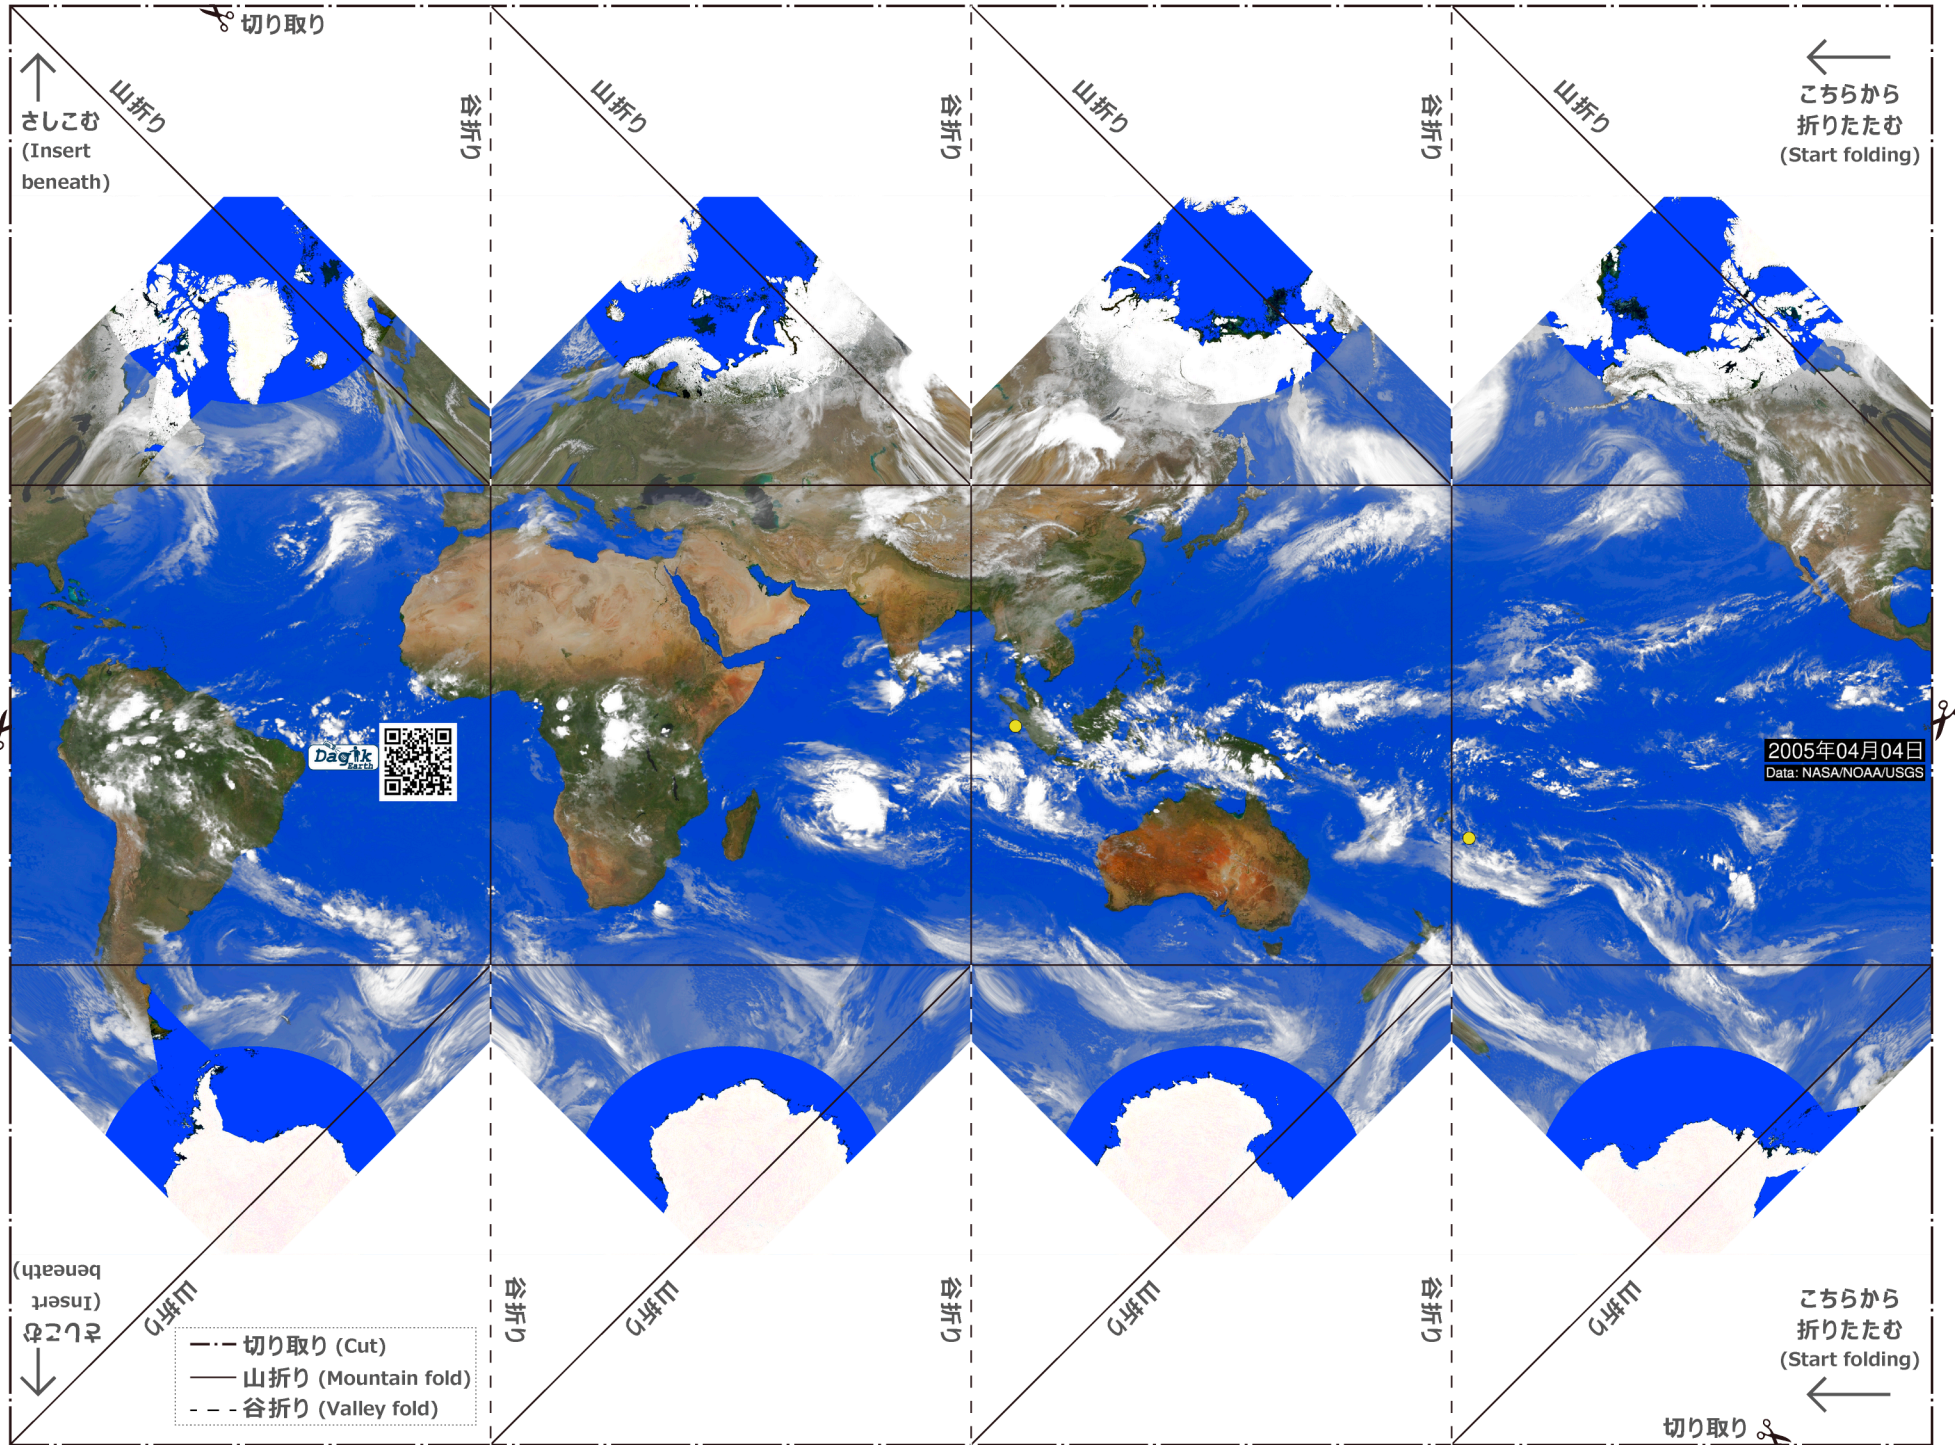 切り取り
山折り
谷折り
山折り
谷折り
山折り
谷折り
山折り
さしこむ
(Insert
beneath)
こちらから
折りたたむ
(Start folding)
Dagik
Earth
2005年04月04日
Data: NASA/NOAA/USGS
さしこむ
(Insert
beneath)
山折り
谷折り
山折り
谷折り
山折り
谷折り
山折り
こちらから
折りたたむ
(Start folding)
切り取り (Cut)
山折り (Mountain fold)
谷折り (Valley fold)
切り取り